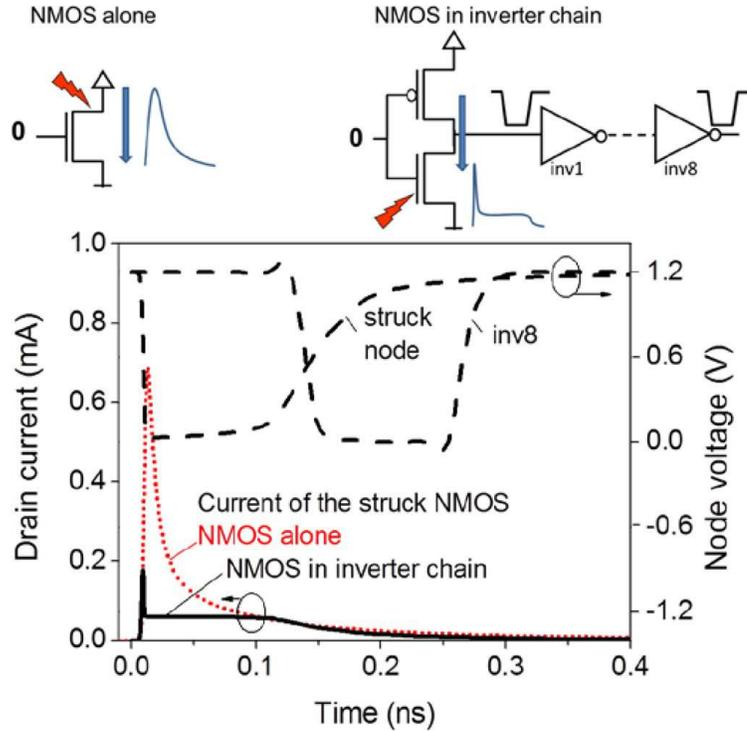 NMOS alone
NMOS in inverter chain
0
0
inv1
inv8
1.0
0.8
0.6
0.4
0.2
0.0
Drain current (mA)
1.2
0.6
0.0
-0.6
-1.2
Node voltage (V)
struck
node
inv8
Current of the struck NMOS
NMOS alone
NMOS in inverter chain
0.0
0.1
0.2
0.3
0.4
Time (ns)